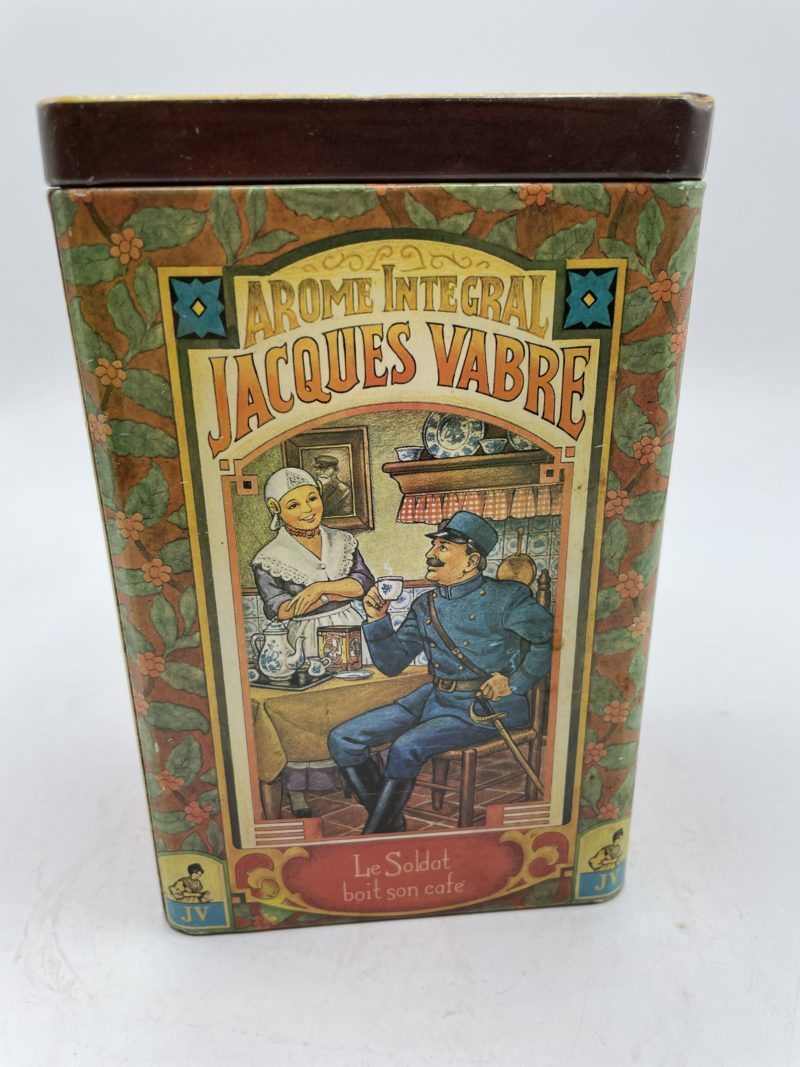 AROME INTEGRAL
JACQUES VABRE
Le Soldat
boit son café
JV
JV